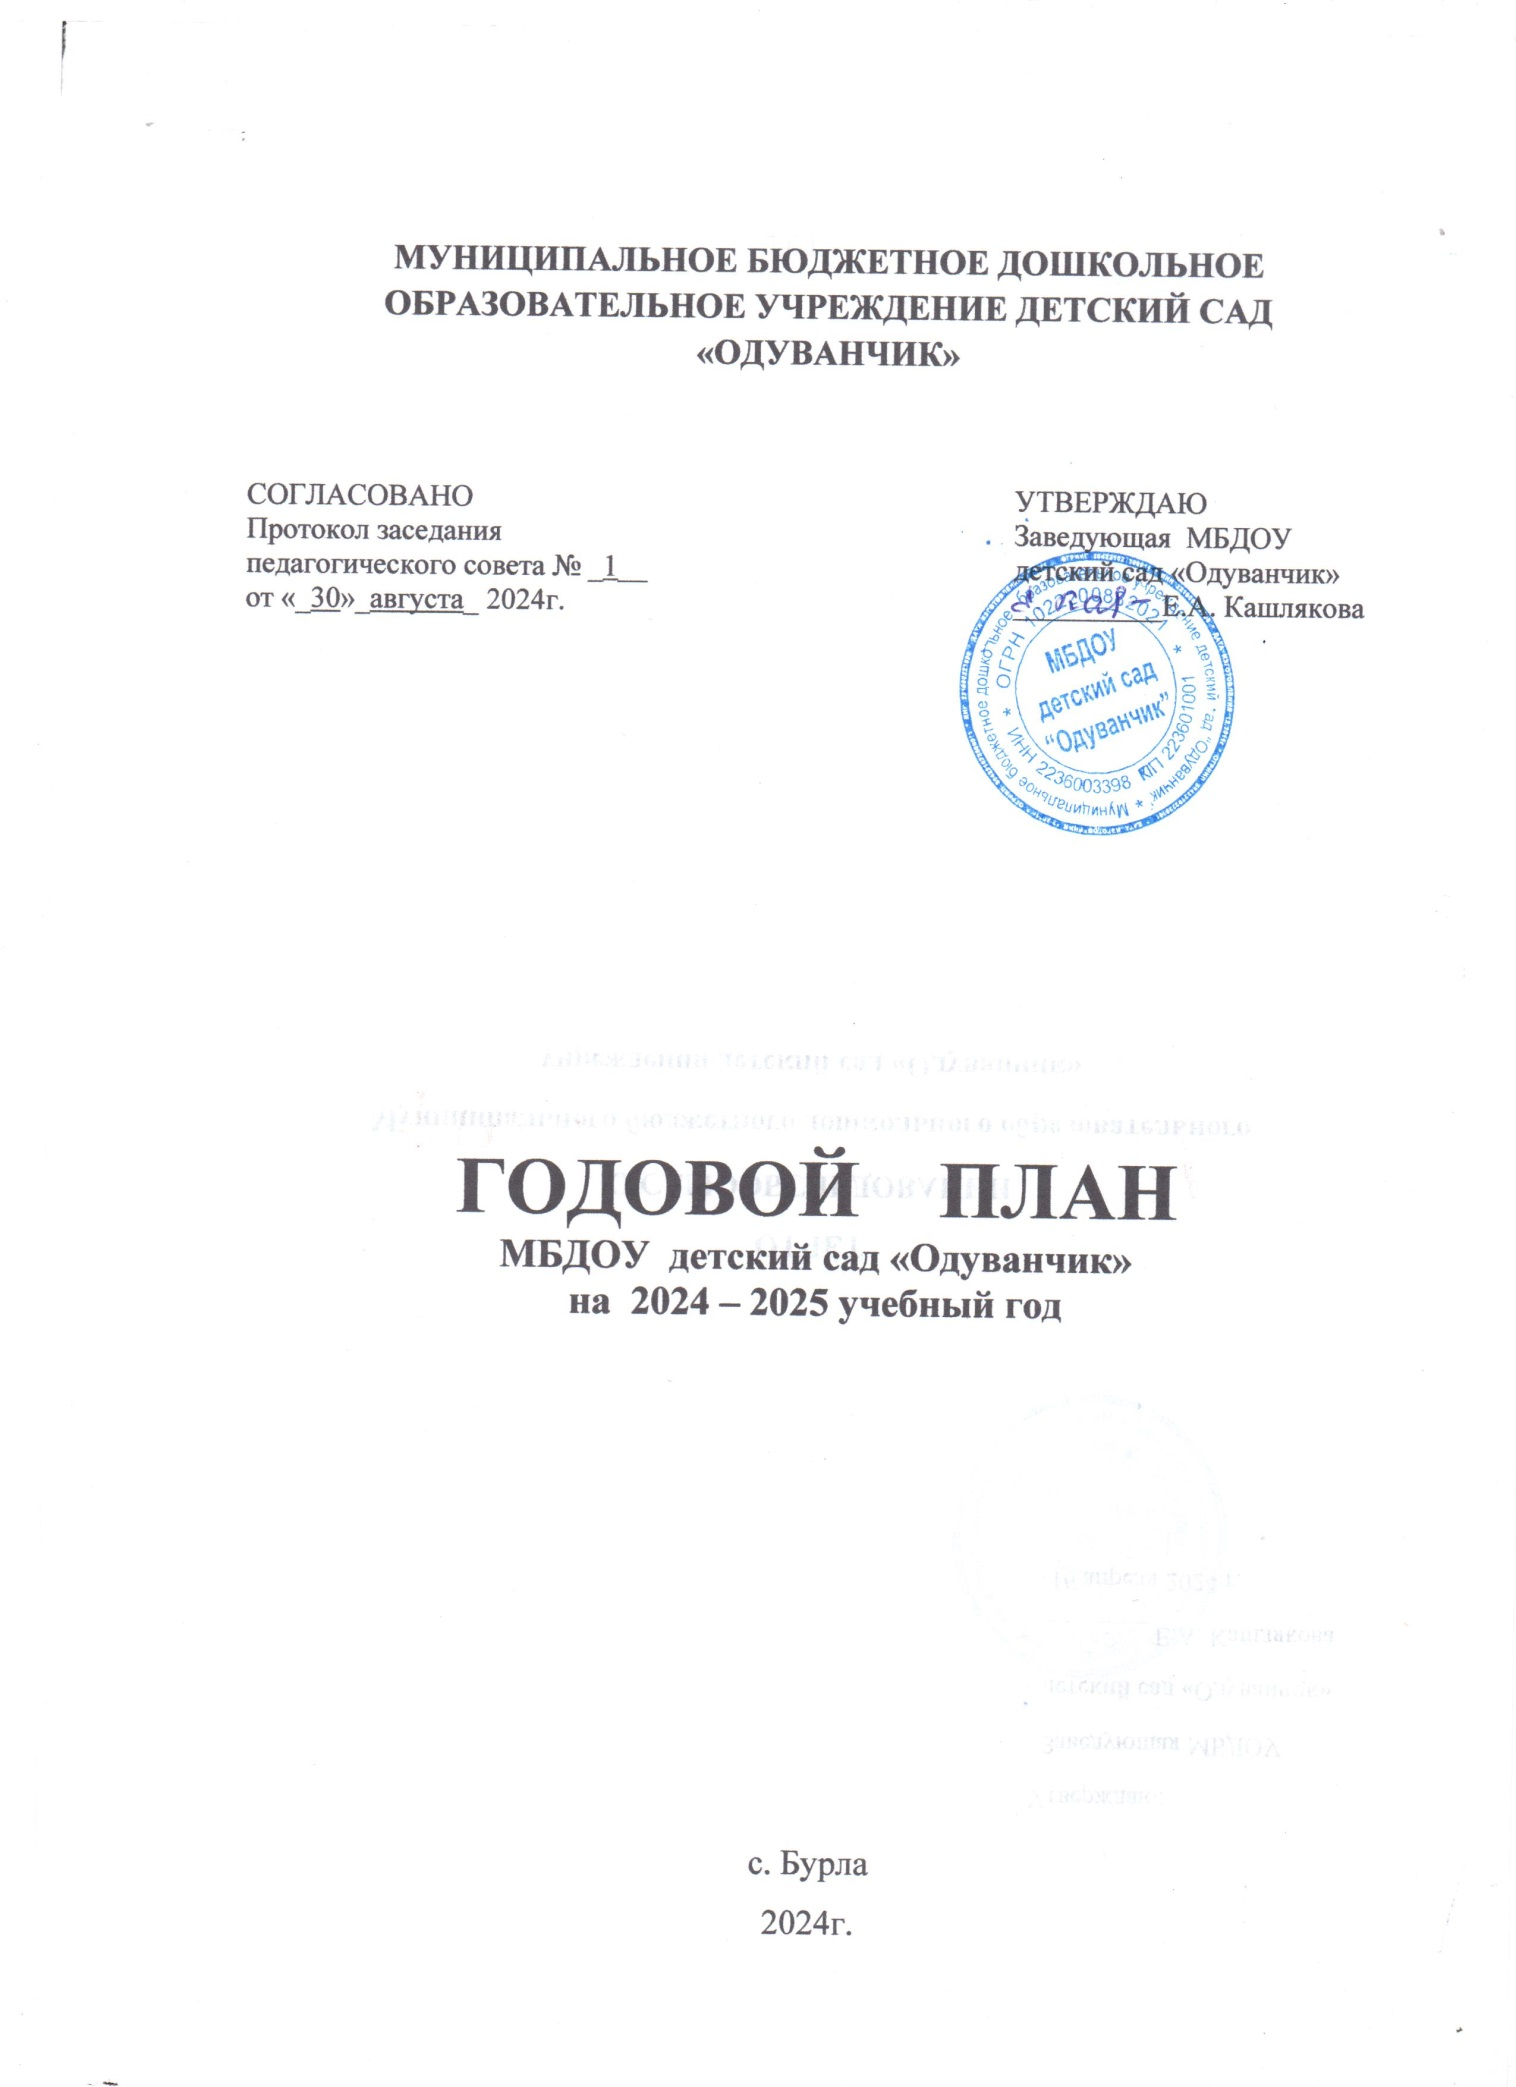 МУНИЦИПАЛЬНОЕ БЮДЖЕТНОЕ ДОШКОЛЬНОЕ
ОБРАЗОВАТЕЛЬНОЕ УЧРЕЖДЕНИЕ ДЕТСКИЙ САД
«ОДУВАНЧИК»
СОГЛАСОВАНО
Протокол заседания
педагогического совета № _1__
от «_30»_августа_ 2024г.
УТВЕРЖДАЮ
Заведующая МБДОУ
детский сад «Одуванчик»
Е.А. Кашлякова
МБДОУ
детский сад
“Одуванчик”
* ИНН 2236003398 КПП 223601001 *
ГОДОВОЙ ПЛАН
МБДОУ детский сад «Одуванчик»
на 2024 – 2025 учебный год
с. Бурла
2024г.